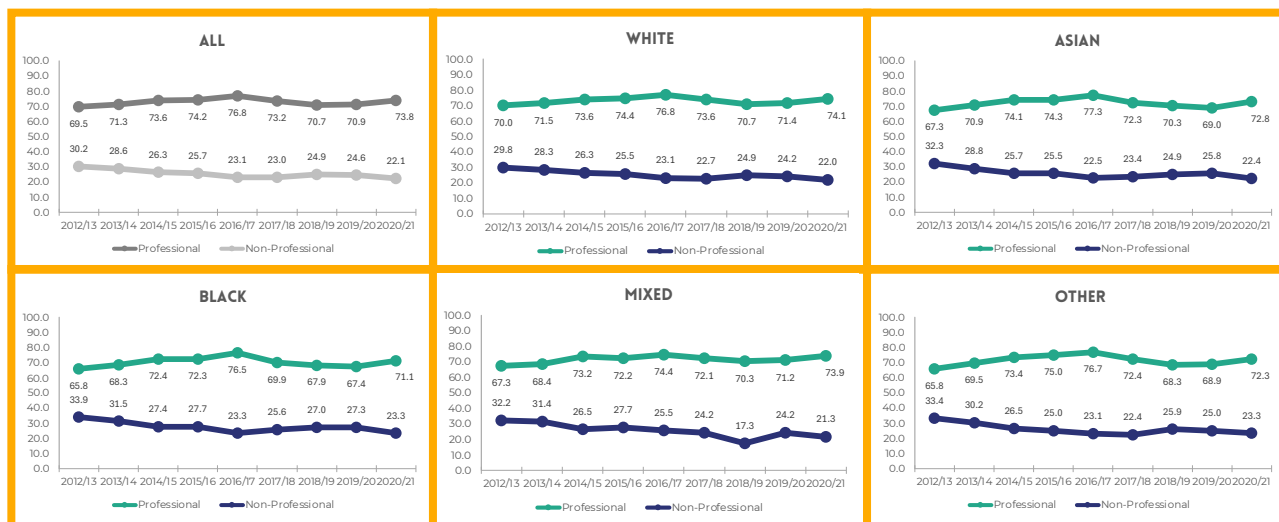 ALL
100.0
90.0
80.0
70.0
60.0
50.0
40.0
30.0
20.0
10.0
0.0
69.5 71.3 73.6 74.2 76.8 73.2 70.7 70.9 73.8
30.2 28.6 26.3 25.7 23.1 23.0 24.9 24.6 22.1
2012/13 2013/14 2014/15 2015/16 2016/17 2017/18 2018/19 2019/20 2020/21
Professional Non-Professional
WHITE
100.0
90.0
80.0
70.0
60.0
50.0
40.0
30.0
20.0
10.0
0.0
70.0 71.5 73.6 74.4 76.8 73.6 70.7 71.4 74.1
29.8 28.3 26.3 25.5 23.1 22.7 24.9 24.2 22.0
2012/13 2013/14 2014/15 2015/16 2016/17 2017/18 2018/19 2019/20 2020/21
Professional Non-Professional
ASIAN
100.0
90.0
80.0
70.0
60.0
50.0
40.0
30.0
20.0
10.0
0.0
67.3 70.9 74.1 74.3 77.3 72.3 70.3 69.0 72.8
32.3 28.8 25.7 25.5 22.5 23.4 24.9 25.8 22.4
2012/13 2013/14 2014/15 2015/16 2016/17 2017/18 2018/19 2019/20 2020/21
Professional Non-Professional
BLACK
100.0
90.0
80.0
70.0
60.0
50.0
40.0
30.0
20.0
10.0
0.0
65.8 68.3 72.4 72.3 76.5 69.9 67.9 67.4 71.1
33.9 31.5 27.4 27.7 23.3 25.6 27.0 27.3 23.3
2012/13 2013/14 2014/15 2015/16 2016/17 2017/18 2018/19 2019/20 2020/21
Professional Non-Professional
MIXED
100.0
90.0
80.0
70.0
60.0
50.0
40.0
30.0
20.0
10.0
0.0
67.3 68.4 73.2 72.2 74.4 72.1 70.3 71.2 73.9
32.2 31.4 26.5 27.7 25.5 24.2 17.3 24.2 21.3
2012/13 2013/14 2014/15 2015/16 2016/17 2017/18 2018/19 2019/20 2020/21
Professional Non-Professional
OTHER
100.0
90.0
80.0
70.0
60.0
50.0
40.0
30.0
20.0
10.0
0.0
65.8 69.5 73.4 75.0 76.7 72.4 68.3 68.9 72.3
33.4 30.2 26.5 25.0 23.1 22.4 25.9 25.0 23.3
2012/13 2013/14 2014/15 2015/16 2016/17 2017/18 2018/19 2019/20 2020/21
Professional Non-Professional